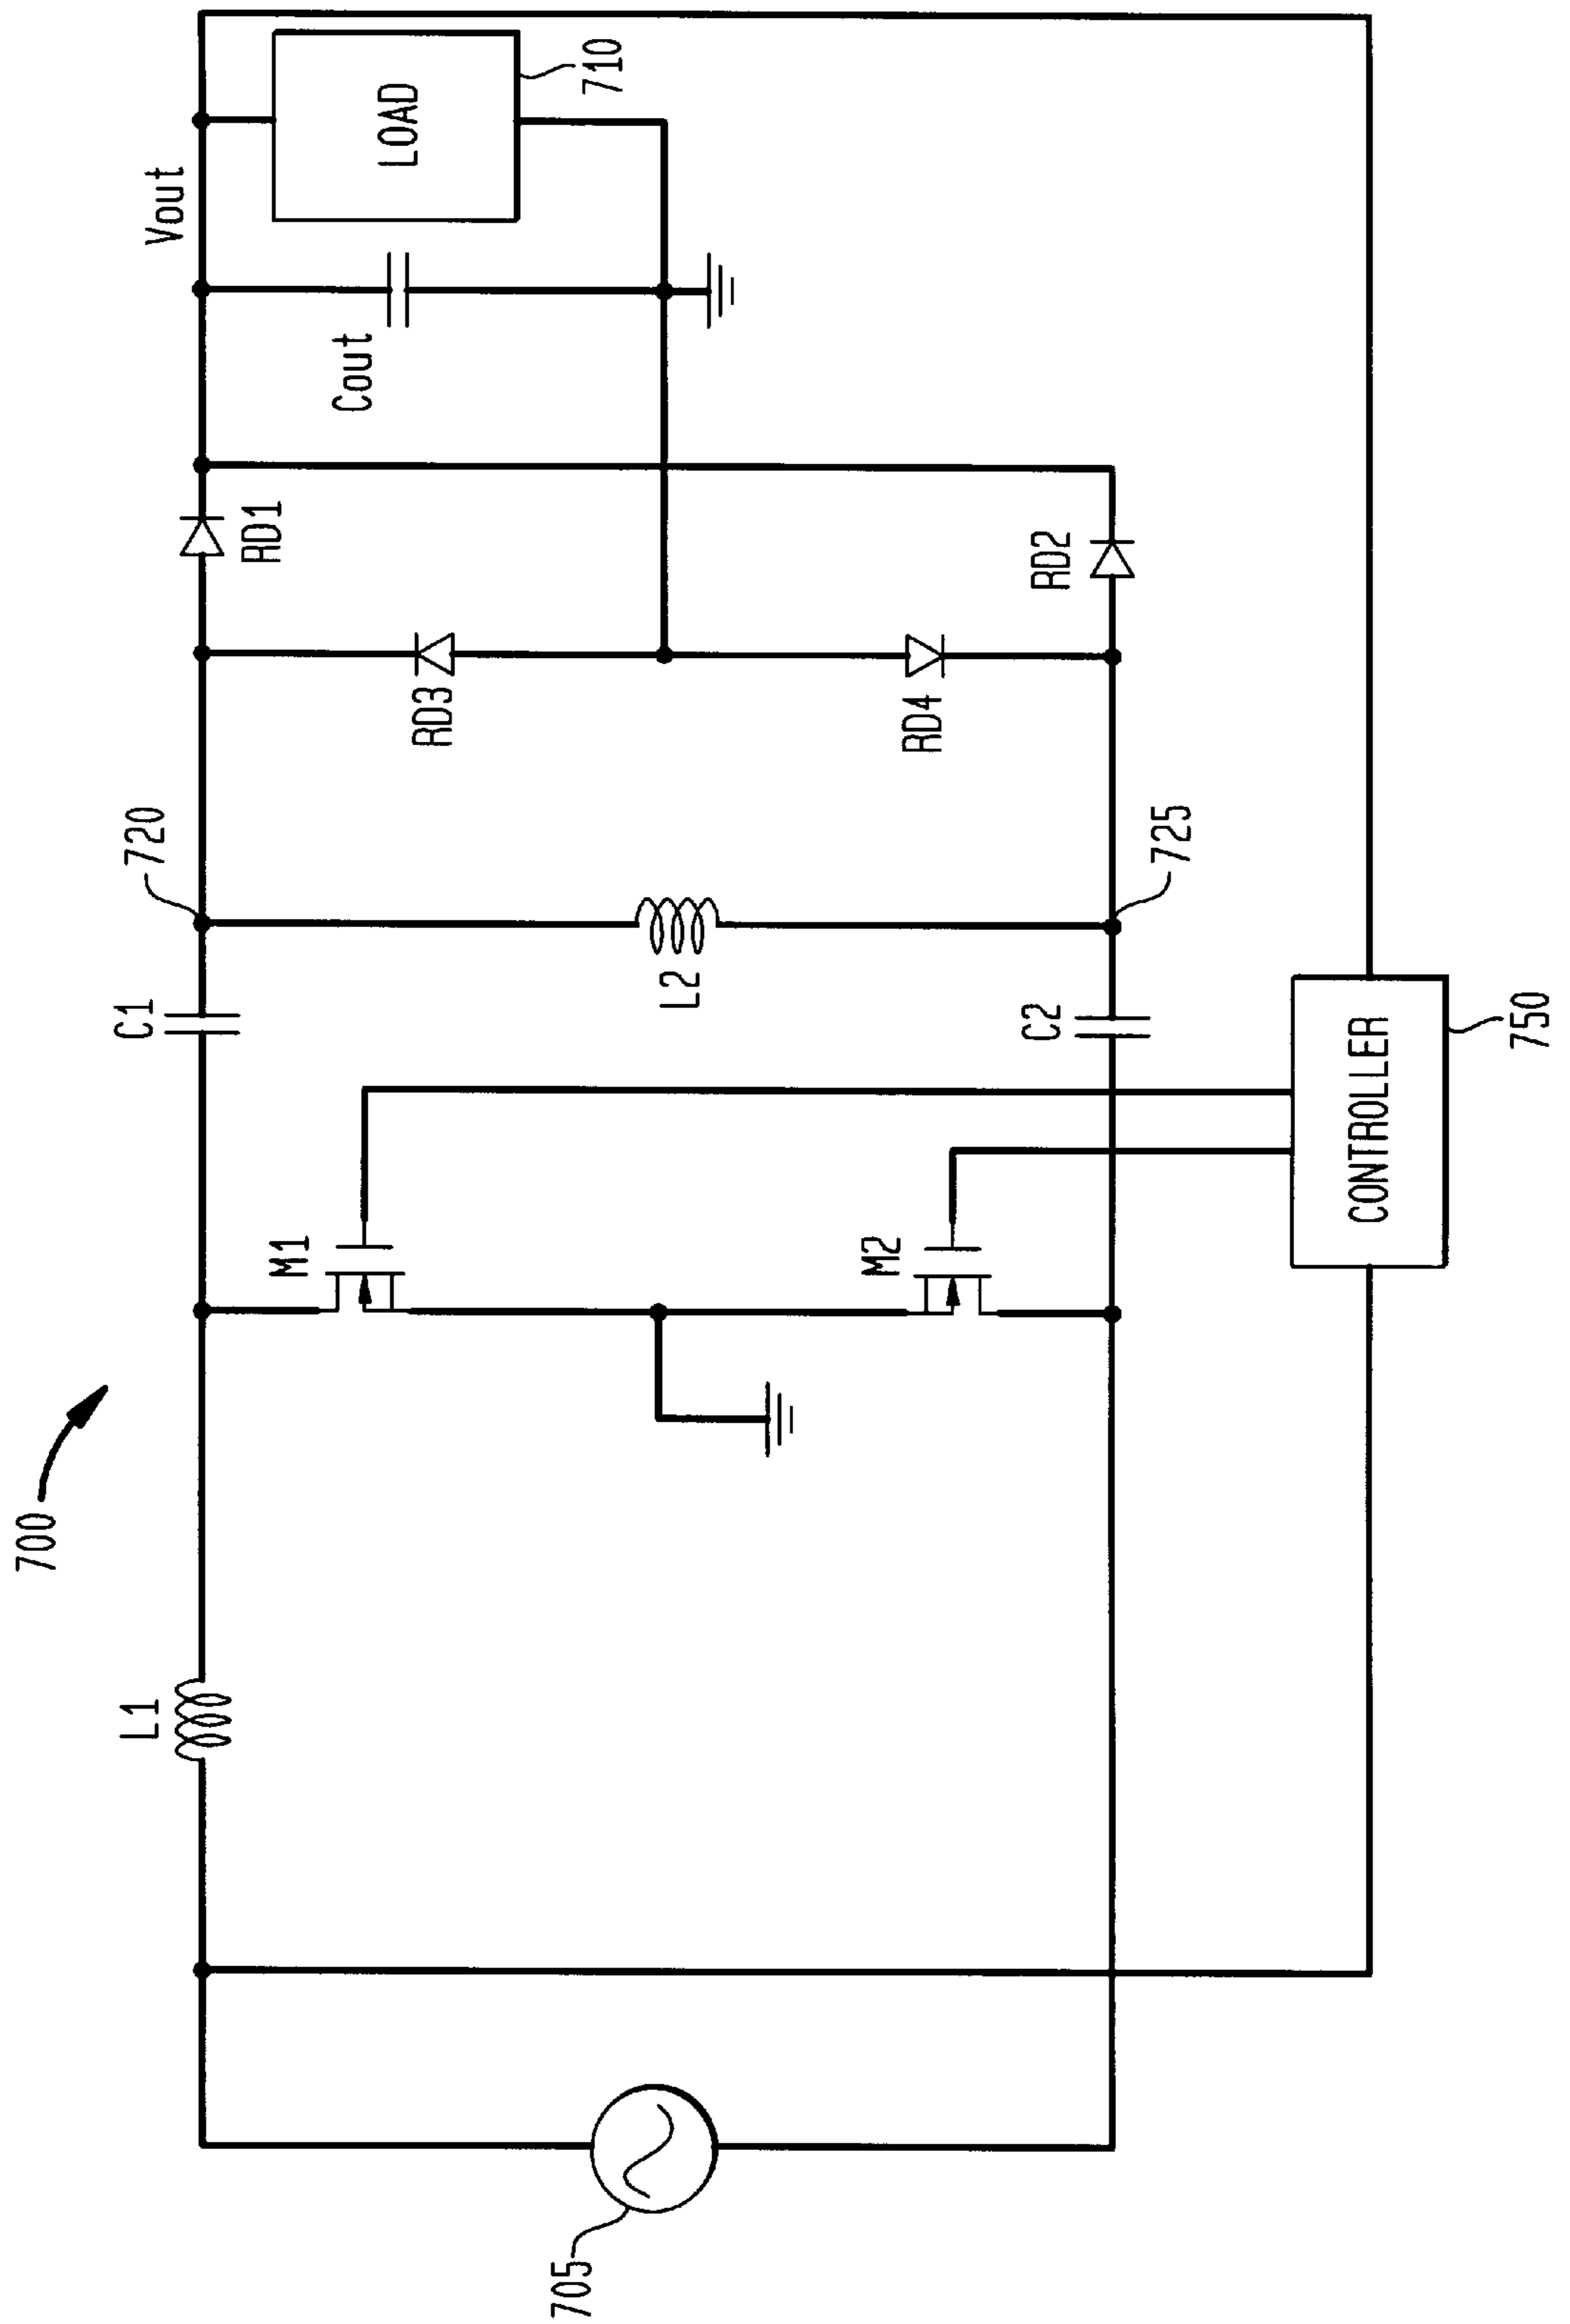 700
705
L1
M1
M2
C1
C2
720
725
L2
RD1
RD2
RD3
RD4
Cout
Vout
LOAD
710
CONTROLLER
750